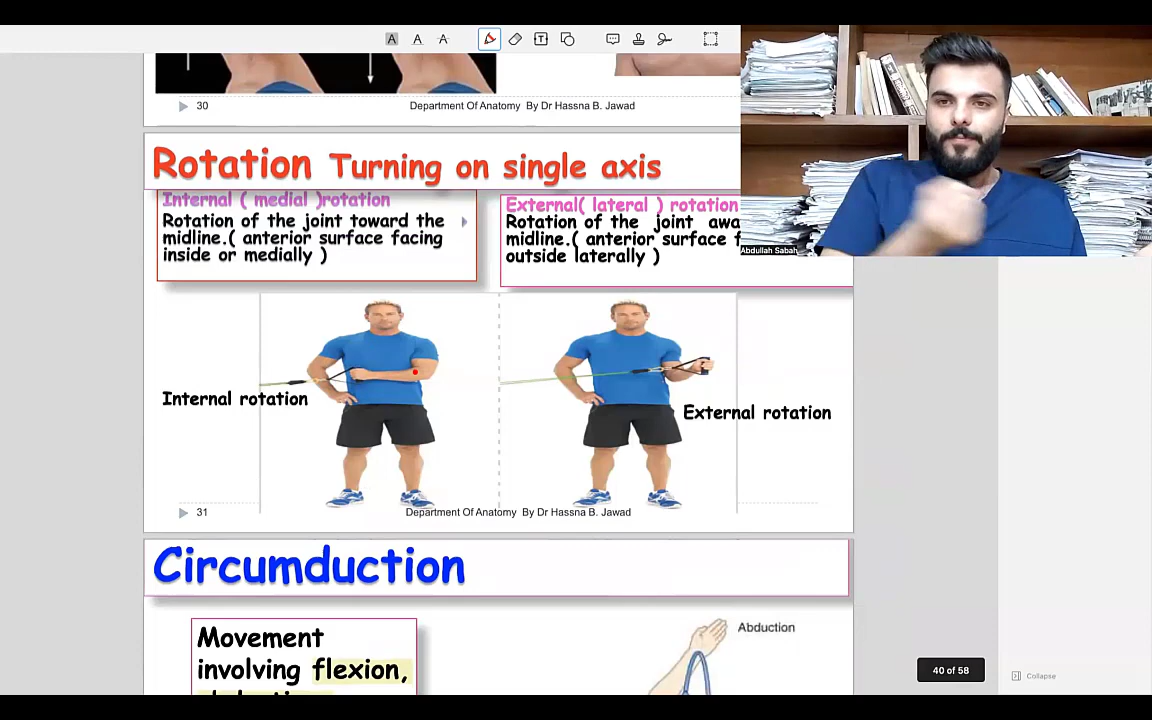 A A A T
30 Department Of Anatomy By Dr Hassna B. Jawad
Rotation Turning on single axis
Internal ( medial )rotation
Rotation of the joint toward the
midline.( anterior surface facing
inside or medially )
External( lateral ) rotation
Rotation of the joint awa
midline.( anterior surface f
outside laterally )
Abdullah Sabah
Internal rotation
External rotation
31 Department Of Anatomy By Dr Hassna B. Jawad
Circumduction
Movement
involving flexion,
Abduction
40 of 58
Collapse